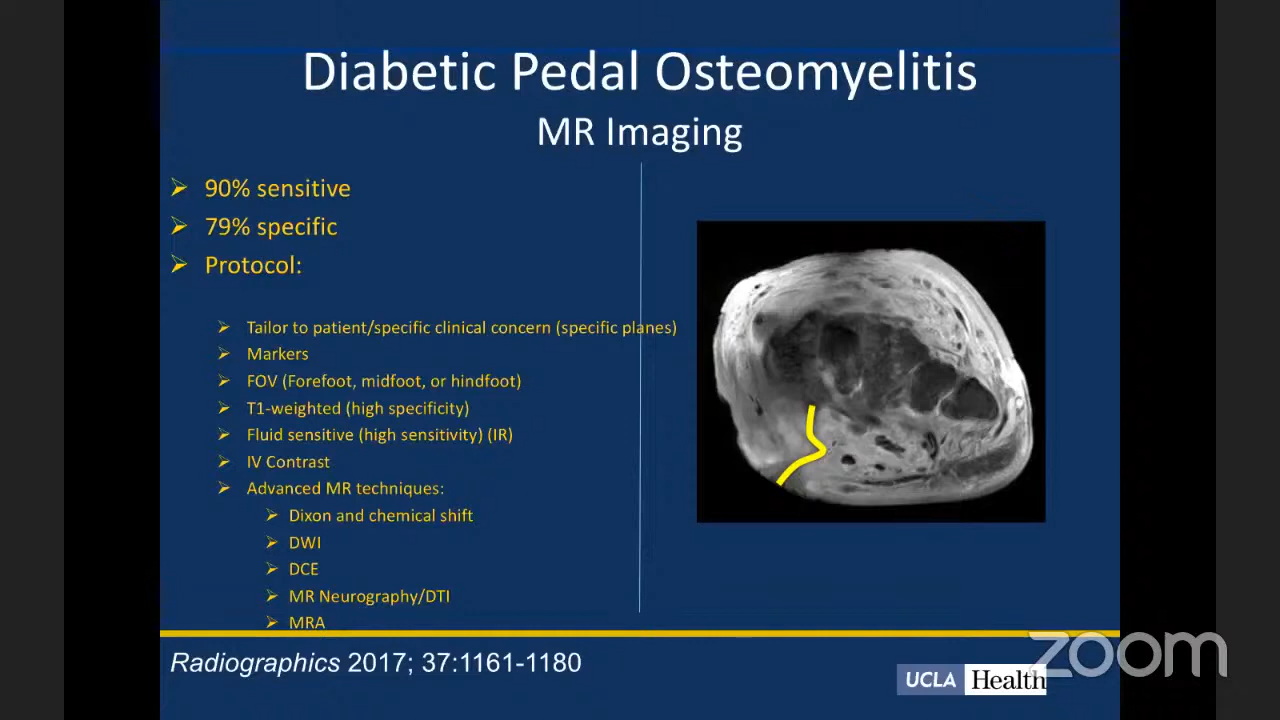 Diabetic Pedal Osteomyelitis
MR Imaging
90% sensitive
79% specific
Protocol:
Tailor to patient/specific clinical concern (specific planes)
Markers
FOV (Forefoot, midfoot, or hindfoot)
T1-weighted (high specificity)
Fluid sensitive (high sensitivity) (IR)
IV Contrast
Advanced MR techniques:
Dixon and chemical shift
DWI
DCE
MR Neurography/DTI
MRA
Radiographics 2017; 37:1161-1180
UCLA Health
zoom